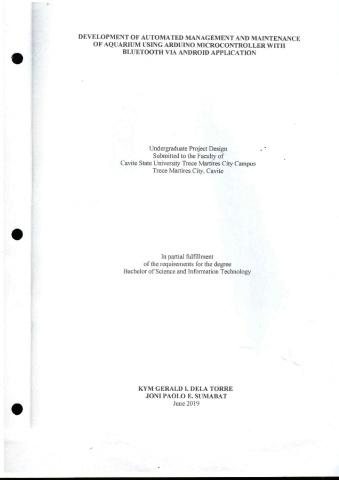 DEVELOPMENT OF AUTOMATED MANAGEMENT AND MAINTENANCE
OF AQUARIUM USING ARDUINO MICROCONTROLLER WITH
BLUETOOTH VIA ANDROID APPLICATION
Undergraduate Project Design
Submitted to the Faculty of
Cavite State University Trece Martires City Campus
Trece Martires City, Cavite
In partial fulfillment
of the requirements for the degree
Bachelor of Science and Information Technology
KYM GERALD I. DELA TORRE
JONI PAOLO E. SUMABAT
June 2019